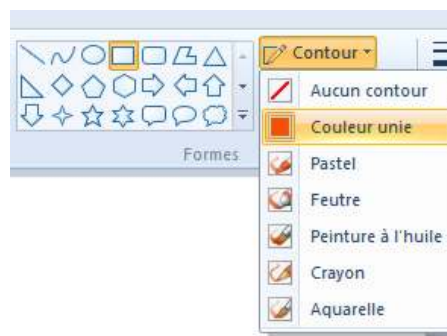 Contour
Aucun contour
Couleur unie
Formes
Pastel
Feutre
Peinture à l'huile
Crayon
Aquarelle